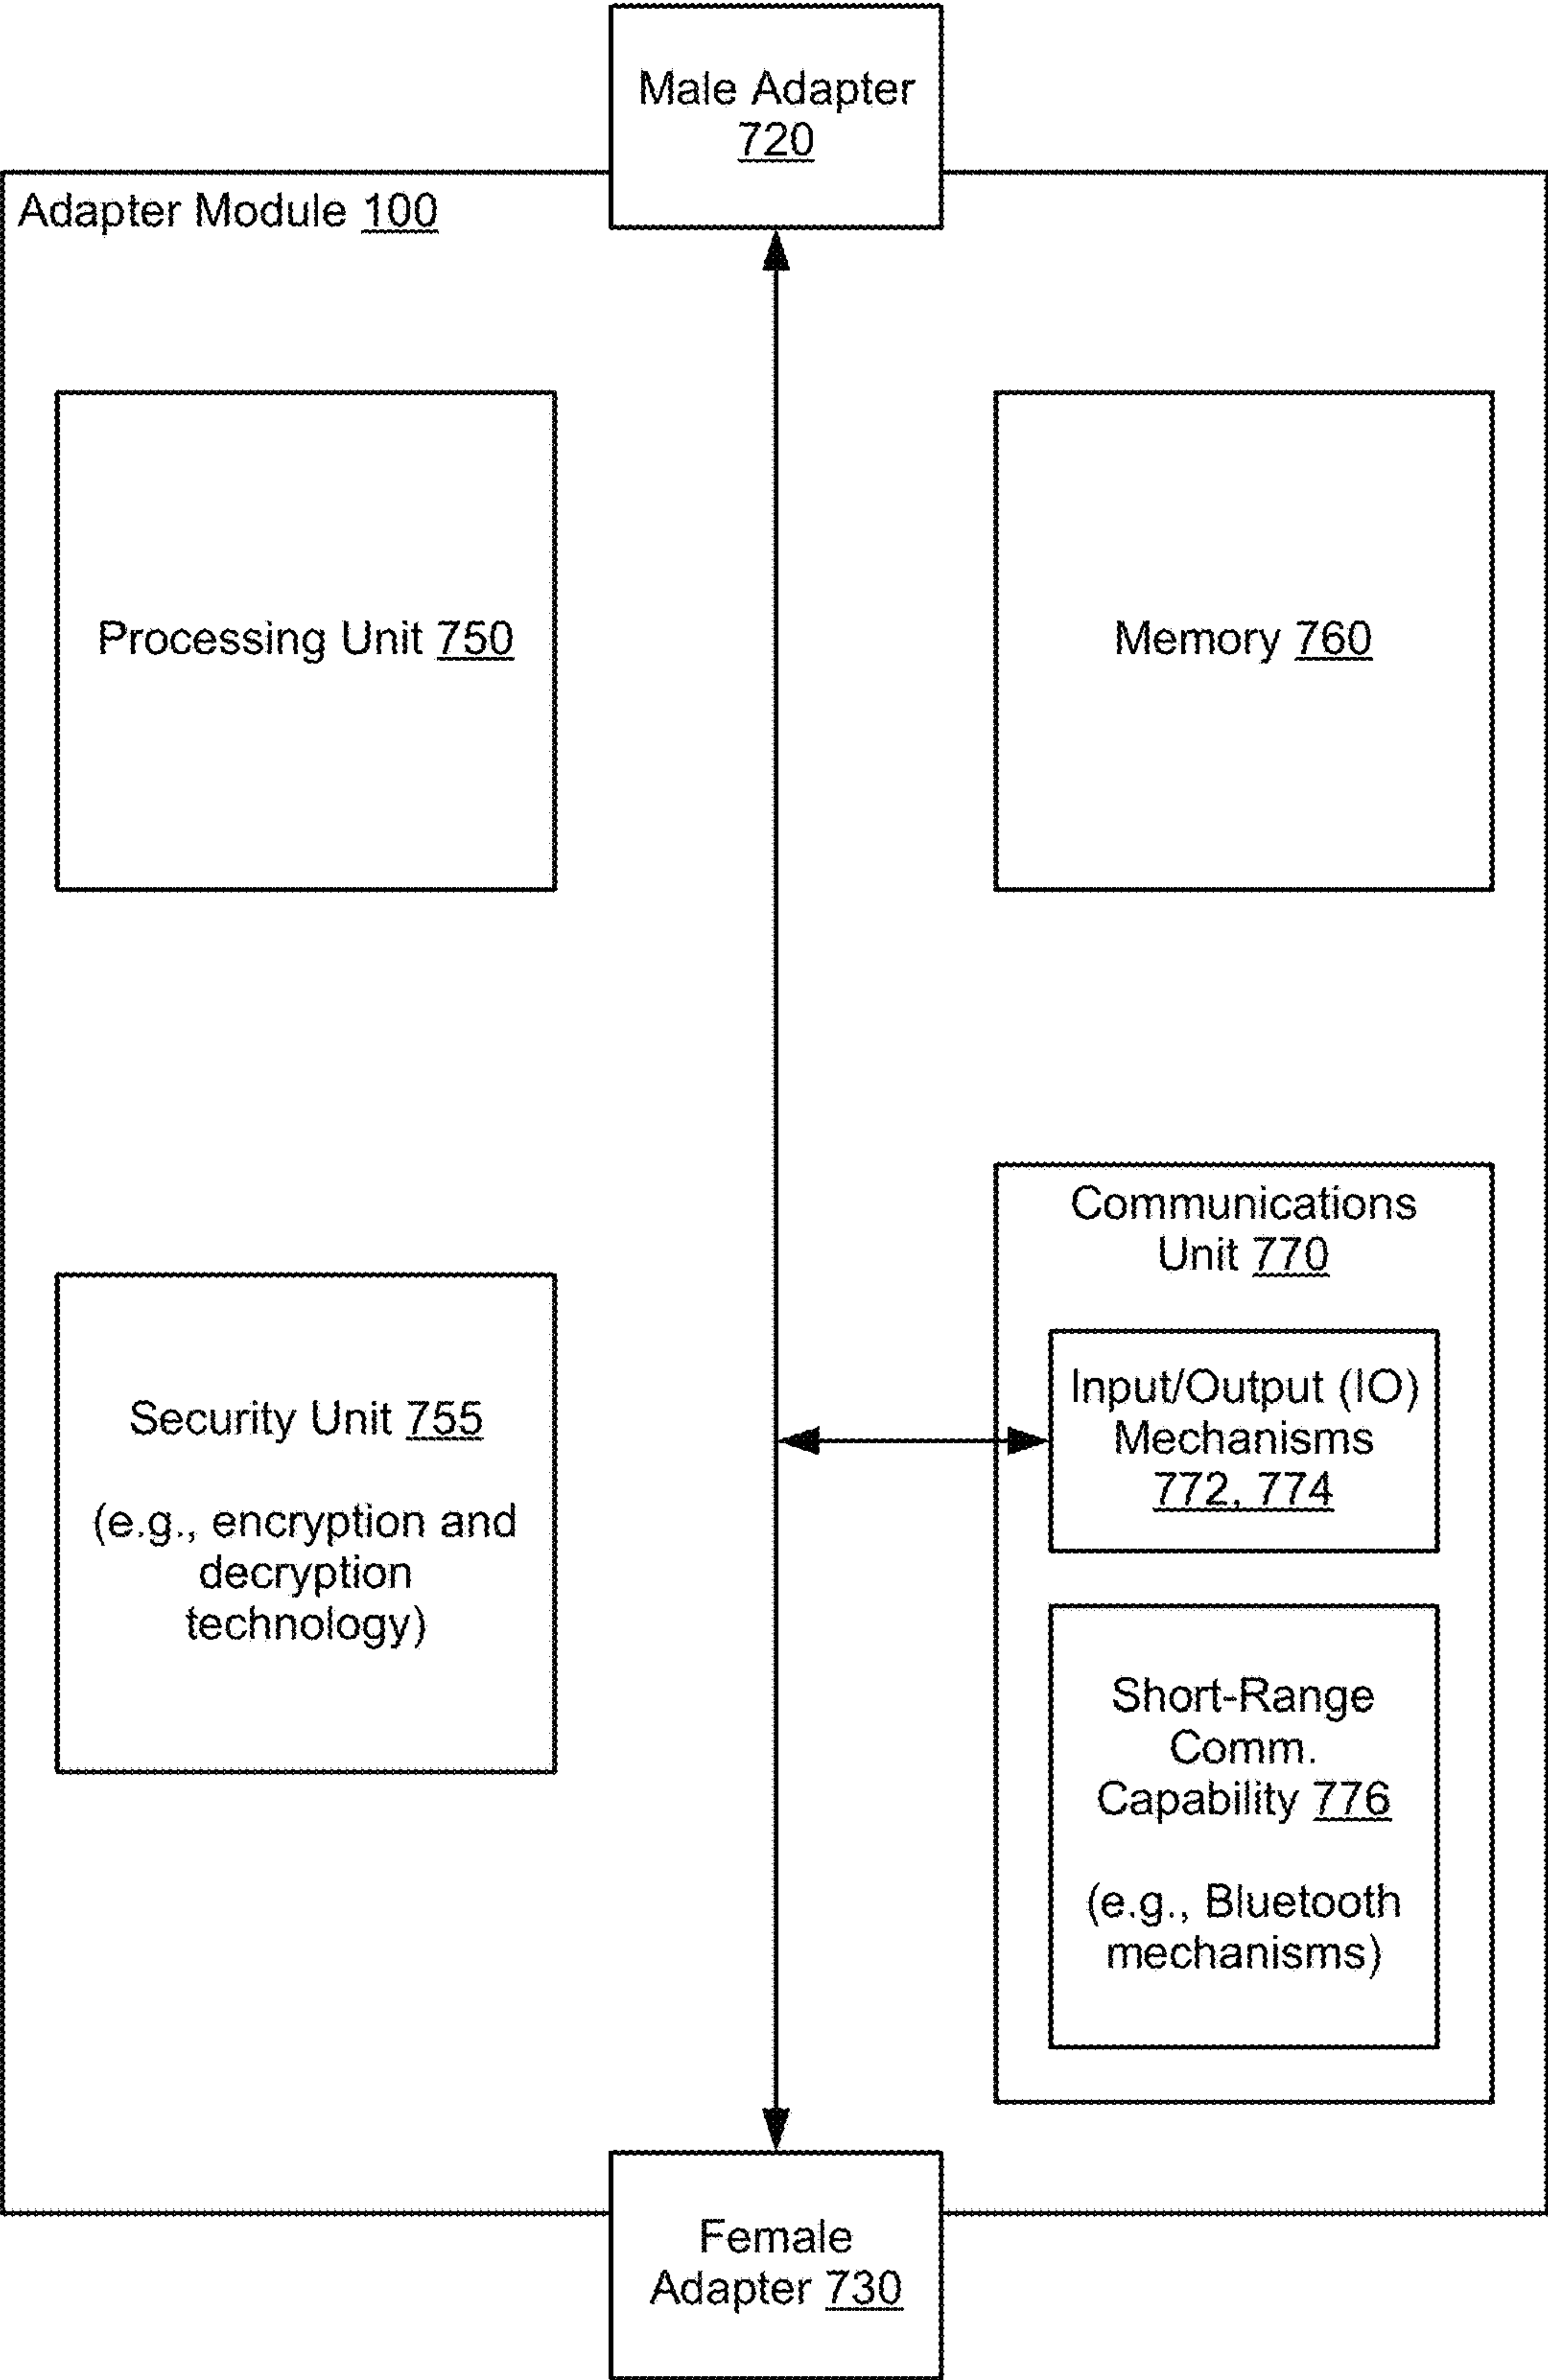 Male Adapter
720
Adapter Module 100
Processing Unit 750
Memory 760
Communications
Unit 770
Input/Output (IO)
Mechanisms
772, 774
Security Unit 755
(e.g., encryption and
decryption
technology)
Short-Range
Comm.
Capability 776
(e.g., Bluetooth
mechanisms)
Female
Adapter 730